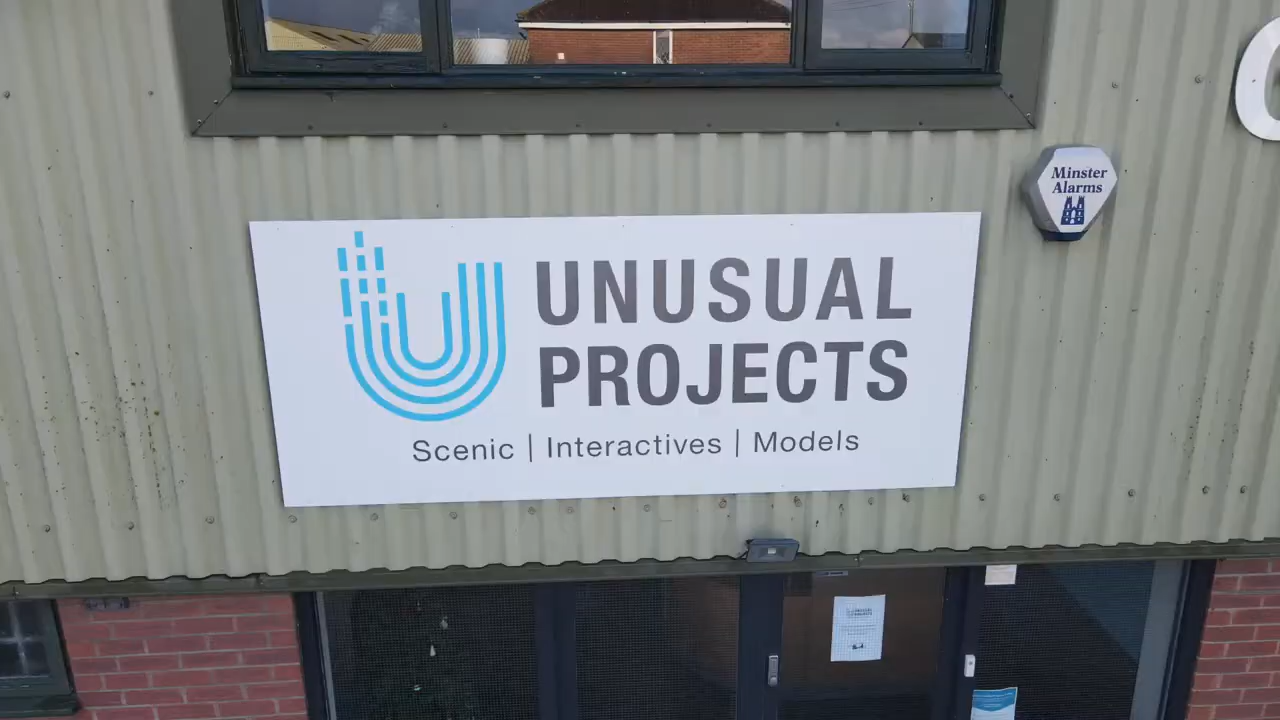 Minster
Alarms
UNUSUAL
PROJECTS
Scenic | Interactives | Models